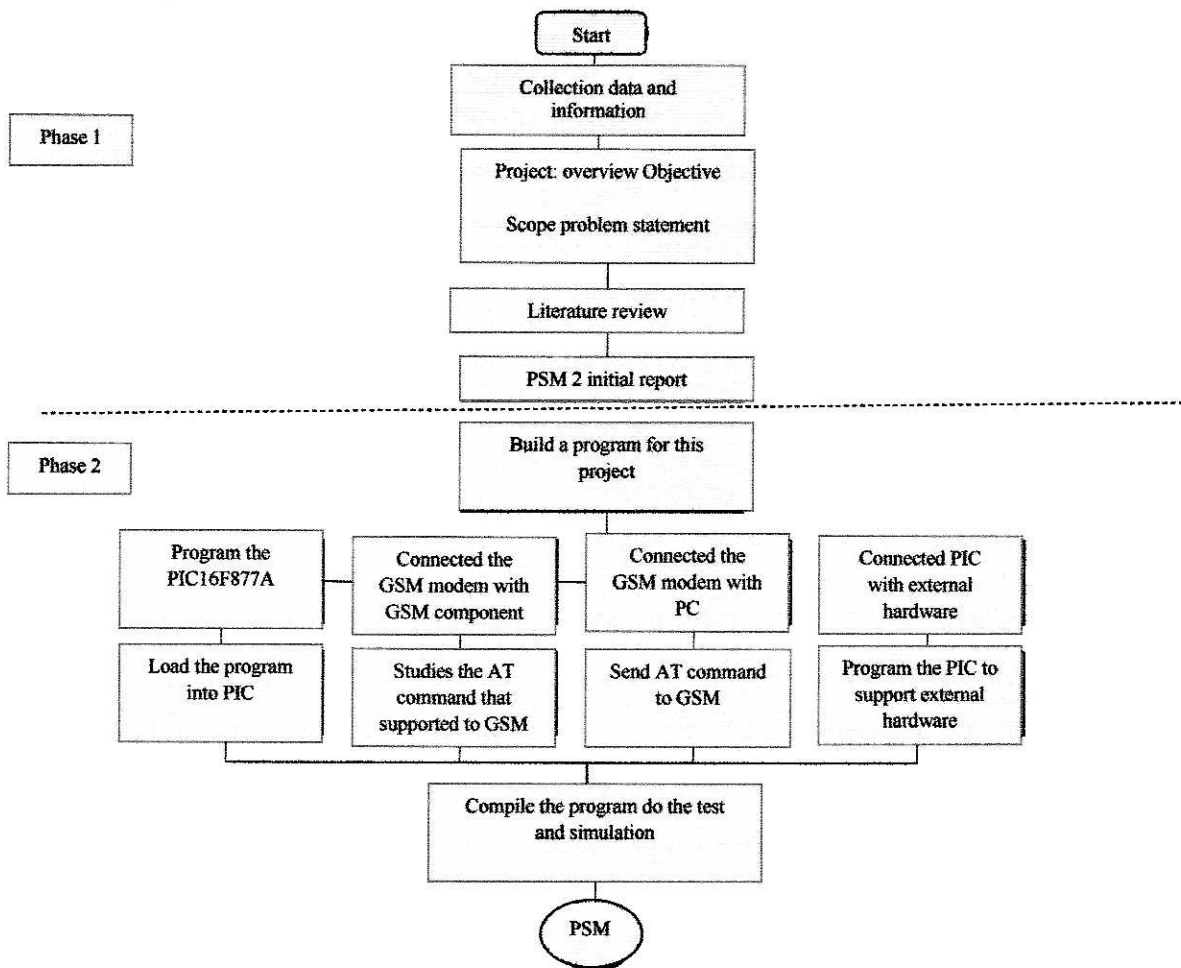 Start
Collection data and
information
Phase 1
Project: overview Objective
Scope problem statement
Literature review
PSM 2 initial report
Phase 2
Build a program for this
project
Program the
PIC16F877A
Connected the
GSM modem with
GSM component
Connected the
GSM modem with
PC
Connected PIC
with external
hardware
Load the program
into PIC
Studies the AT
command that
supported to GSM
Send AT command
to GSM
Program the PIC to
support external
hardware
Compile the program do the test
and simulation
PSM